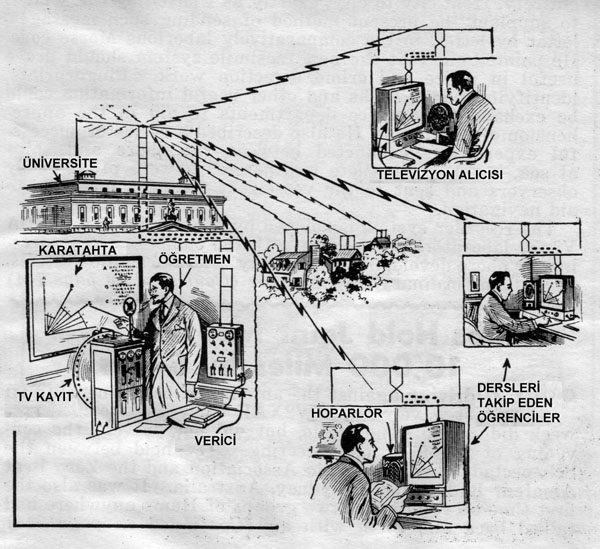 TELEVİZYON ALICISI
ÜNİVERSİTE
KARATAHTA
ÖĞRETMEN
TV KAYIT
VERİCİ
HOPARLÖR
DERSLERİ
TAKİP EDEN
ÖĞRENCİLER